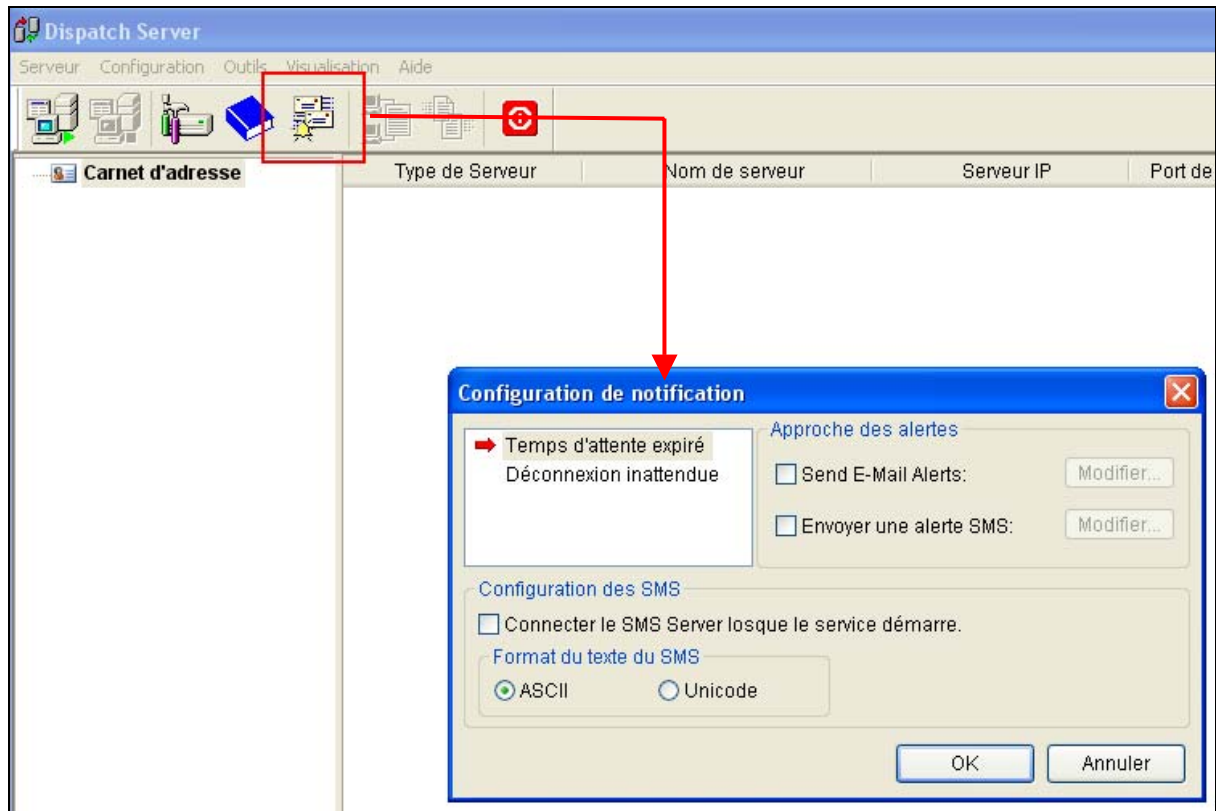 Dispatch Server
Serveur Configuration Outils Visualisation Aide
Carnet d'adresse
Type de Serveur Nom de serveur Serveur IP Port de
Configuration de notification
Temps d'attente expiré
Déconnexion inattendue
Approche des alertes
Send E-Mail Alerts: Modifier...
Envoyer une alerte SMS: Modifier...
Configuration des SMS
Connecter le SMS Server losque le service démarre.
Format du texte du SMS
ASCII Unicode
OK Annuler